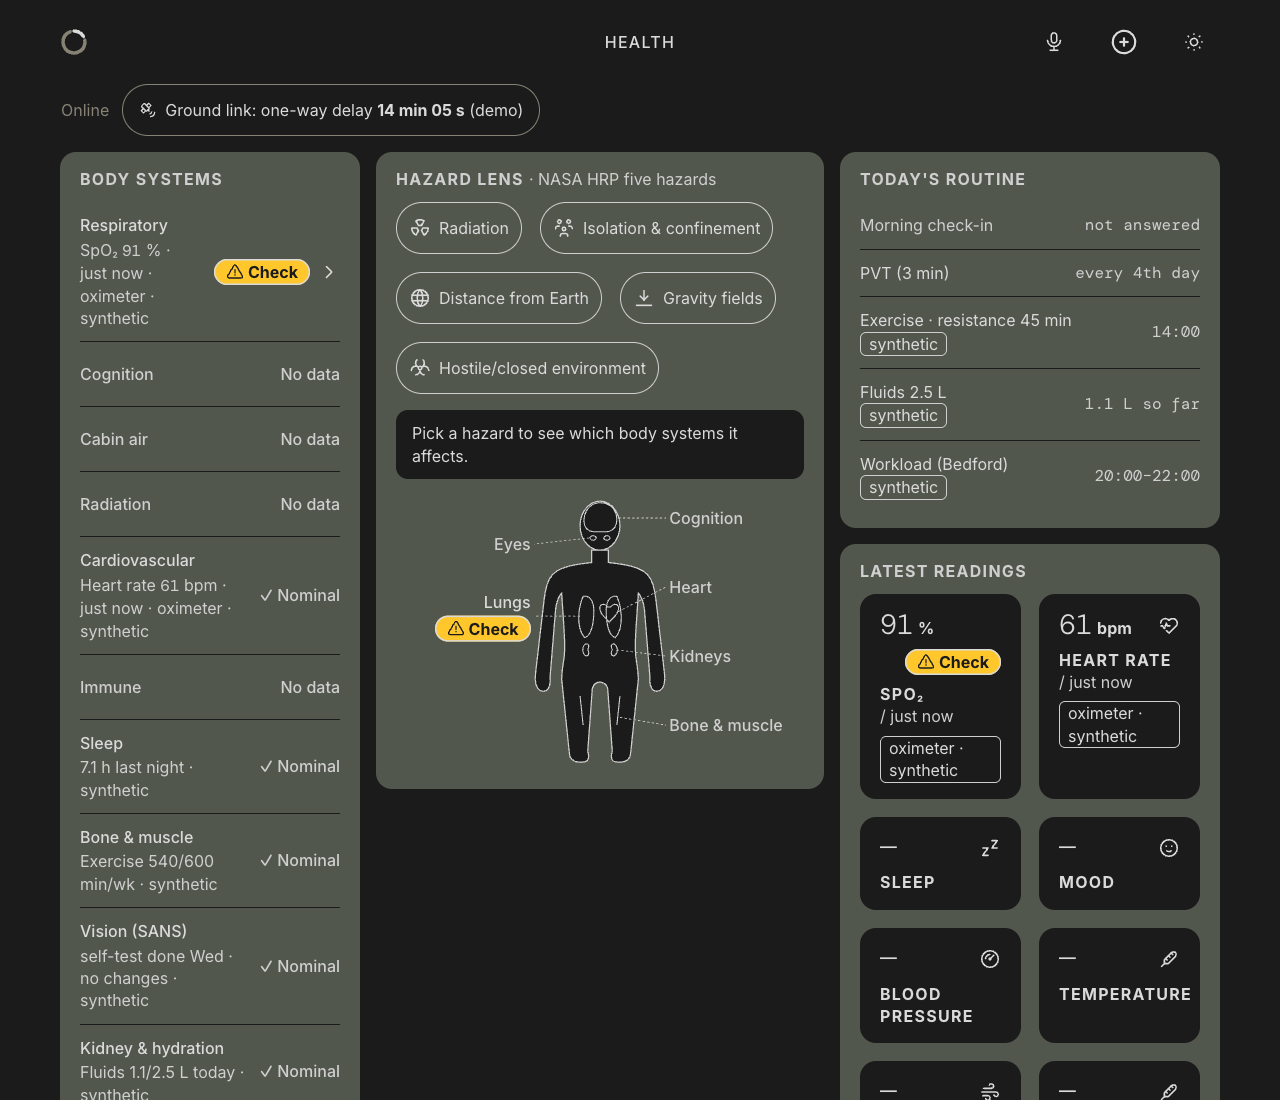 HEALTH
Online
Ground link: one-way delay 14 min 05 s (demo)
BODY SYSTEMS
Respiratory
SpO₂ 91 % ·
just now ·
oximeter ·
synthetic
Check
Cognition
No data
Cabin air
No data
Radiation
No data
Cardiovascular
Heart rate 61 bpm ·
just now · oximeter ·
synthetic
✓ Nominal
Immune
No data
Sleep
7.1 h last night ·
synthetic
✓ Nominal
Bone & muscle
Exercise 540/600
min/wk · synthetic
✓ Nominal
Vision (SANS)
self-test done Wed ·
no changes ·
synthetic
✓ Nominal
Kidney & hydration
Fluids 1.1/2.5 L today ·
synthetic
✓ Nominal
HAZARD LENS · NASA HRP five hazards
Radiation
Isolation & confinement
Distance from Earth
Gravity fields
Hostile/closed environment
Pick a hazard to see which body systems it
affects.
Cognition
Eyes
Heart
Lungs
Check
Kidneys
Bone & muscle
TODAY'S ROUTINE
Morning check-in
not answered
PVT (3 min)
every 4th day
Exercise · resistance 45 min
synthetic
14:00
Fluids 2.5 L
synthetic
1.1 L so far
Workload (Bedford)
synthetic
20:00–22:00
LATEST READINGS
91 %
Check
SPO₂
/ just now
oximeter ·
synthetic
61 bpm
HEART RATE
/ just now
oximeter ·
synthetic
—
SLEEP
—
MOOD
—
BLOOD
PRESSURE
—
TEMPERATURE
—
—